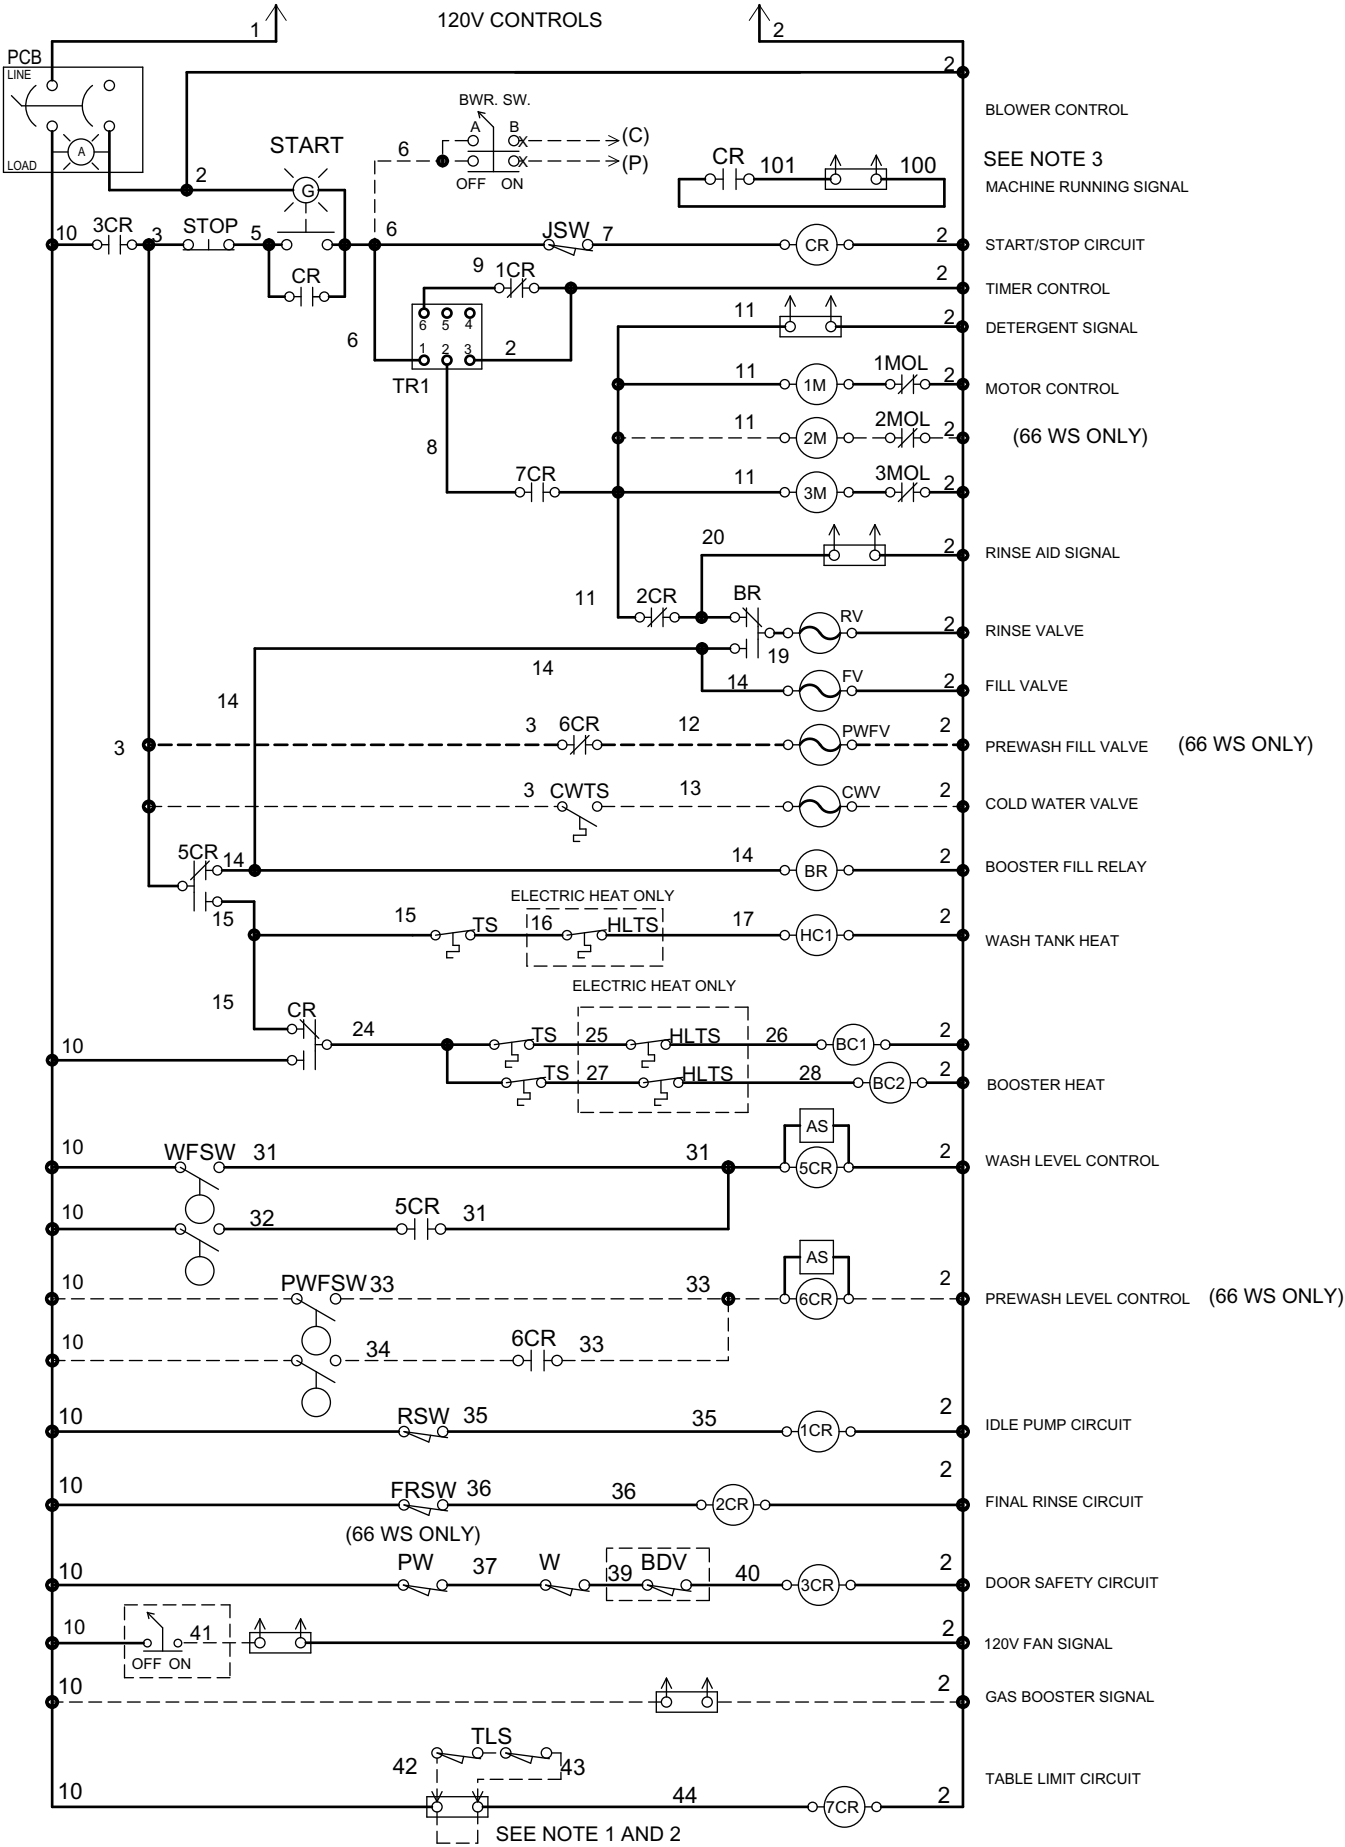 120V CONTROLS
1 2
PCB
LINE
2
BLOWER CONTROL
BWR. SW.
A B (C)
6 (P)
OFF ON
START
A
LOAD
2
G
CR 101 100
SEE NOTE 3
MACHINE RUNNING SIGNAL
10 3CR 3 STOP 5 6 JSW 7 CR 2 START/STOP CIRCUIT
CR
9 1CR 2 TIMER CONTROL
6 5 4
1 2 3
6 2
TR1
11 2 DETERGENT SIGNAL
11 1M 1MOL 2 MOTOR CONTROL
11 2M 2MOL 2 (66 WS ONLY)
8
7CR 11 3M 3MOL 2
20 2 RINSE AID SIGNAL
11 2CR BR RV 2 RINSE VALVE
19
14 14 14 FV 2 FILL VALVE
3 3 6CR 12 PWFV 2 PREWASH FILL VALVE (66 WS ONLY)
3 CWTS 13 CWV 2 COLD WATER VALVE
5CR 14 14 BR 2 BOOSTER FILL RELAY
ELECTRIC HEAT ONLY
15 15 TS 16 HLTS 17 HC1 2 WASH TANK HEAT
ELECTRIC HEAT ONLY
15 CR 24 TS 25 HLTS 26 BC1 2
10 TS 27 HLTS 28 BC2 2 BOOSTER HEAT
AS
10 WFSW 31 31 5CR 2 WASH LEVEL CONTROL
10 32 5CR 31
AS
10 PWFSW 33 33 6CR 2 PREWASH LEVEL CONTROL (66 WS ONLY)
10 34 6CR 33
10 RSW 35 35 1CR 2 IDLE PUMP CIRCUIT
10 FRSW 36 36 2CR 2 FINAL RINSE CIRCUIT
(66 WS ONLY)
10 PW 37 W 39 BDV 40 3CR 2 DOOR SAFETY CIRCUIT
10 41 2 120V FAN SIGNAL
OFF ON
10 2 GAS BOOSTER SIGNAL
TLS
42 43
TABLE LIMIT CIRCUIT
10 44 7CR 2
SEE NOTE 1 AND 2